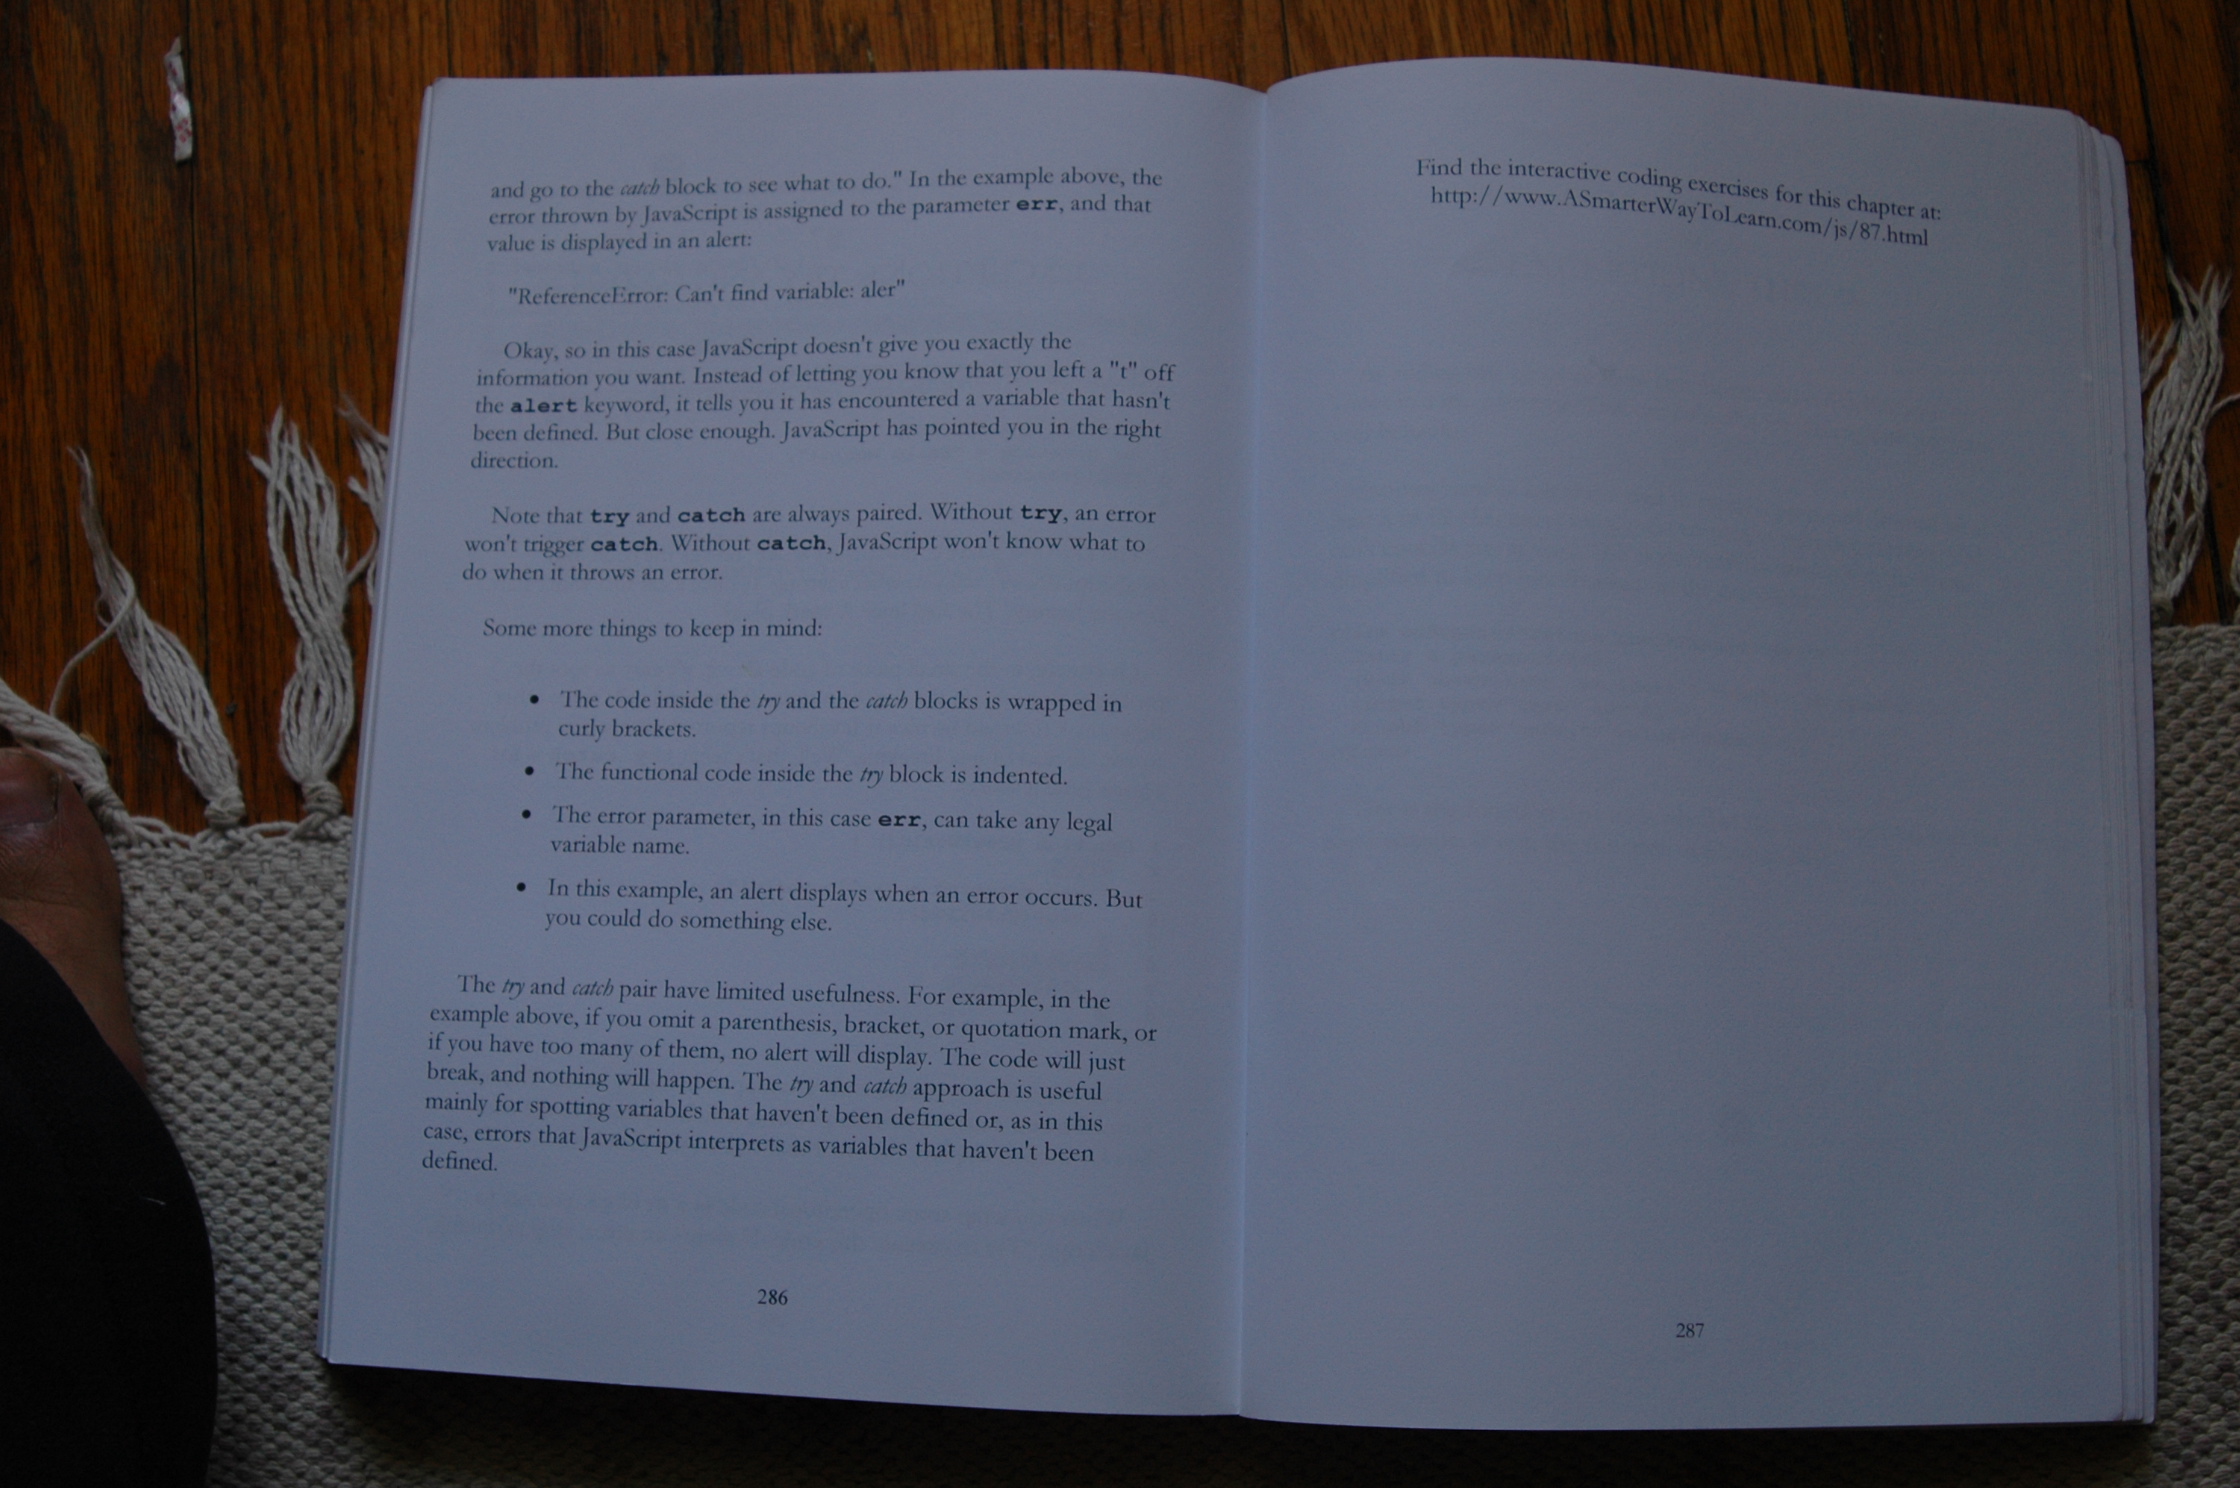 and go to the catch block to see what to do." In the example above, the
error thrown by JavaScript is assigned to the parameter err, and that
value is displayed in an alert:
"ReferenceError: Can't find variable: aler"
Okay, so in this case JavaScript doesn't give you exactly the
information you want. Instead of letting you know that you left a "t" off
the alert keyword, it tells you it has encountered a variable that hasn't
been defined. But close enough. JavaScript has pointed you in the right
direction.
Note that try and catch are always paired. Without try, an error
won't trigger catch. Without catch, JavaScript won't know what to
do when it throws an error.
Some more things to keep in mind:
• The code inside the try and the catch blocks is wrapped in
curly brackets.
• The functional code inside the try block is indented.
• The error parameter, in this case err, can take any legal
variable name.
• In this example, an alert displays when an error occurs. But
you could do something else.
The try and catch pair have limited usefulness. For example, in the
example above, if you omit a parenthesis, bracket, or quotation mark, or
if you have too many of them, no alert will display. The code will just
break, and nothing will happen. The try and catch approach is useful
mainly for spotting variables that haven't been defined or, as in this
case, errors that JavaScript interprets as variables that haven't been
defined.
286
Find the interactive coding exercises for this chapter at:
http://www.ASmarterWayToLearn.com/js/87.html
287